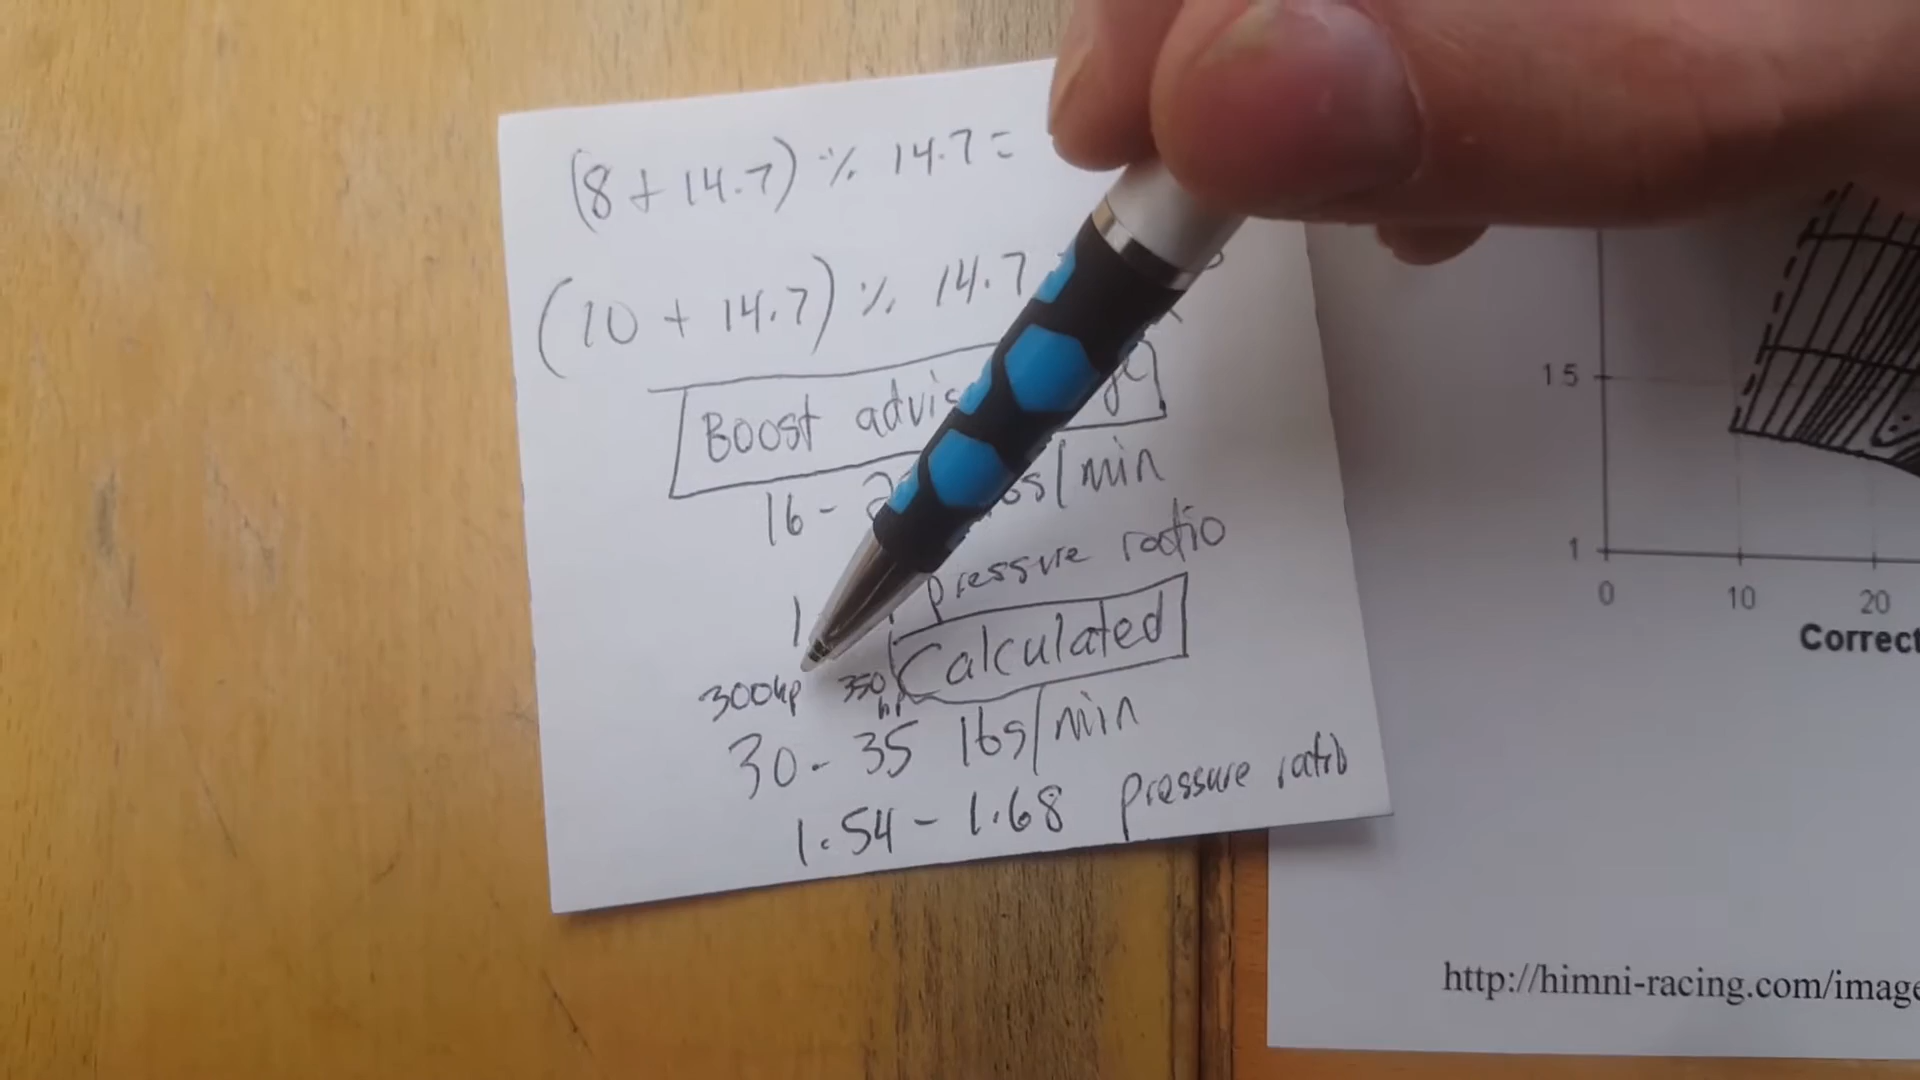 (8 + 14.7) % 14.7 =
(10 + 14.7) % 14.7
Boost
16 - lbs/min
pressure ratio
Calculated
300hp 350 hp
30 - 35 lbs/min
1.54 - 1.68 pressure ratio
15
1
0 10 20
http://himni-racing.com/image